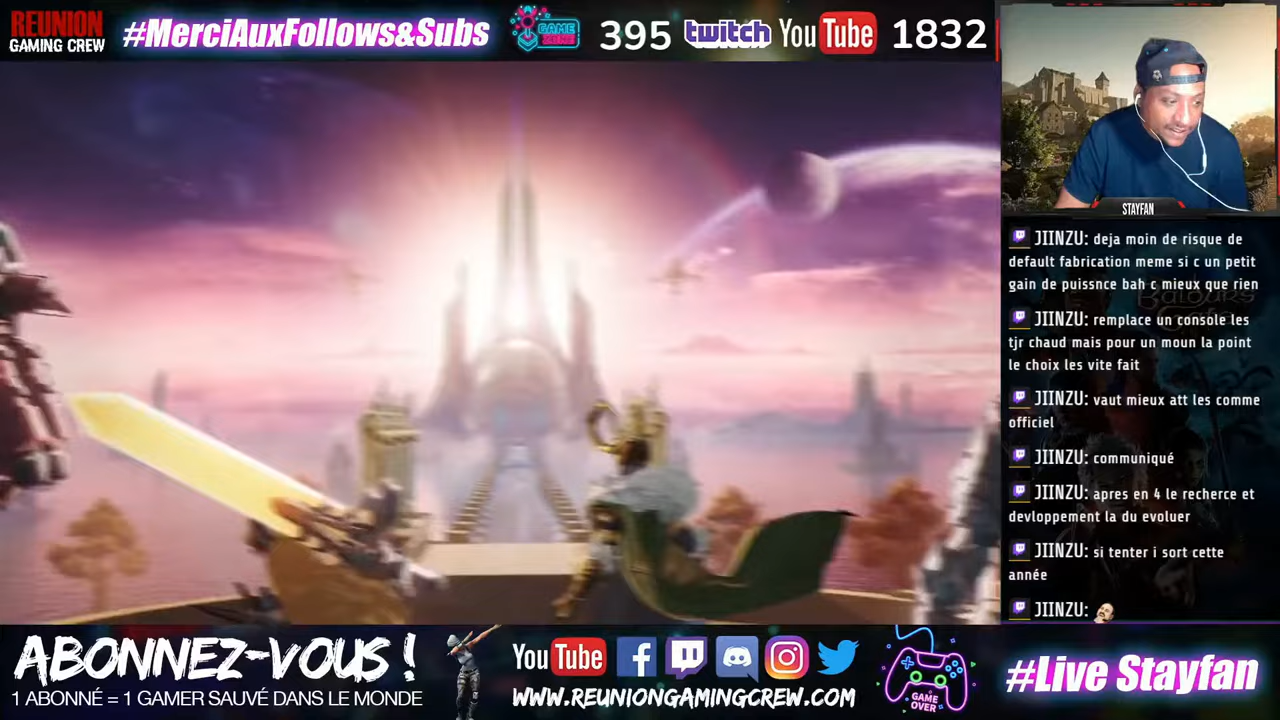 REUNION
GAMING CREW
#MerciAuxFollows&Subs
GAME
ZONE
395
twitch
YouTube
1832
STAYFAN
JIINZU: deja moin de risque de
default fabrication meme si c un petit
gain de puissnce bah c mieux que rien
JIINZU: remplace un console les
tjr chaud mais pour un moun la point
le choix les vite fait
JIINZU: vaut mieux att les comme
officiel
JIINZU: communiqué
JIINZU: apres en 4 le recherce et
devloppement la du evoluer
JIINZU: si tenter i sort cette
année
JIINZU:
ABONNEZ-VOUS !
1 ABONNÉ = 1 GAMER SAUVÉ DANS LE MONDE
YouTube
WWW.REUNIONGAMINGCREW.COM
GAME
OVER
#Live Stayfan